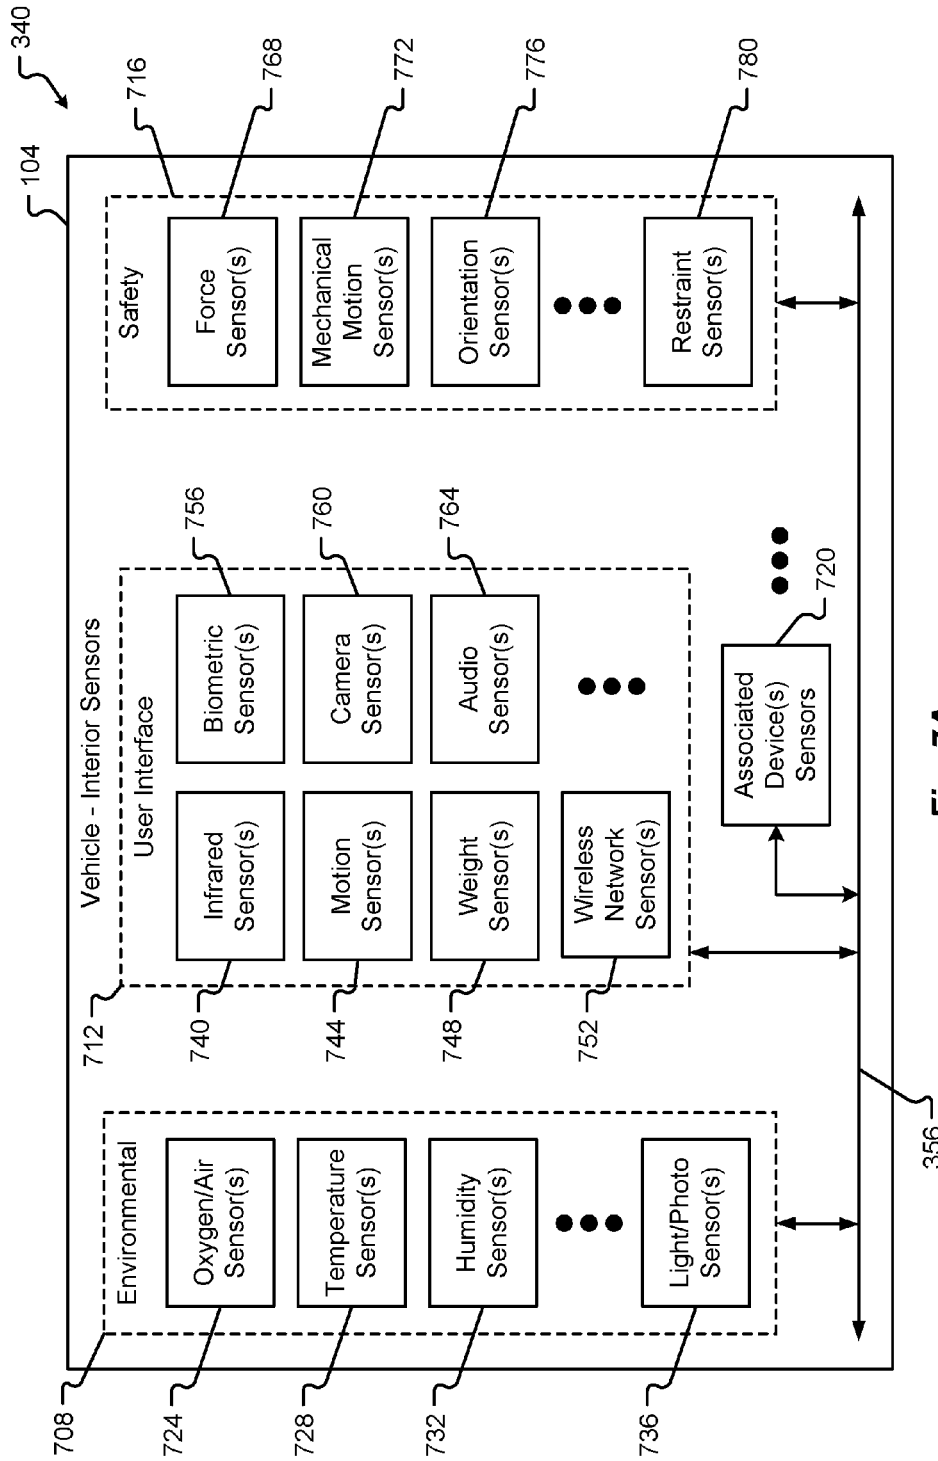 340
104
Vehicle - Interior Sensors
708
Environmental
724
Oxygen/Air
Sensor(s)
728
Temperature
Sensor(s)
732
Humidity
Sensor(s)
736
Light/Photo
Sensor(s)
712
User Interface
740
Infrared
Sensor(s)
756
Biometric
Sensor(s)
744
Motion
Sensor(s)
760
Camera
Sensor(s)
748
Weight
Sensor(s)
764
Audio
Sensor(s)
752
Wireless
Network
Sensor(s)
716
Safety
768
Force
Sensor(s)
772
Mechanical
Motion
Sensor(s)
776
Orientation
Sensor(s)
780
Restraint
Sensor(s)
720
Associated
Device(s)
Sensors
356
Fig. 7A